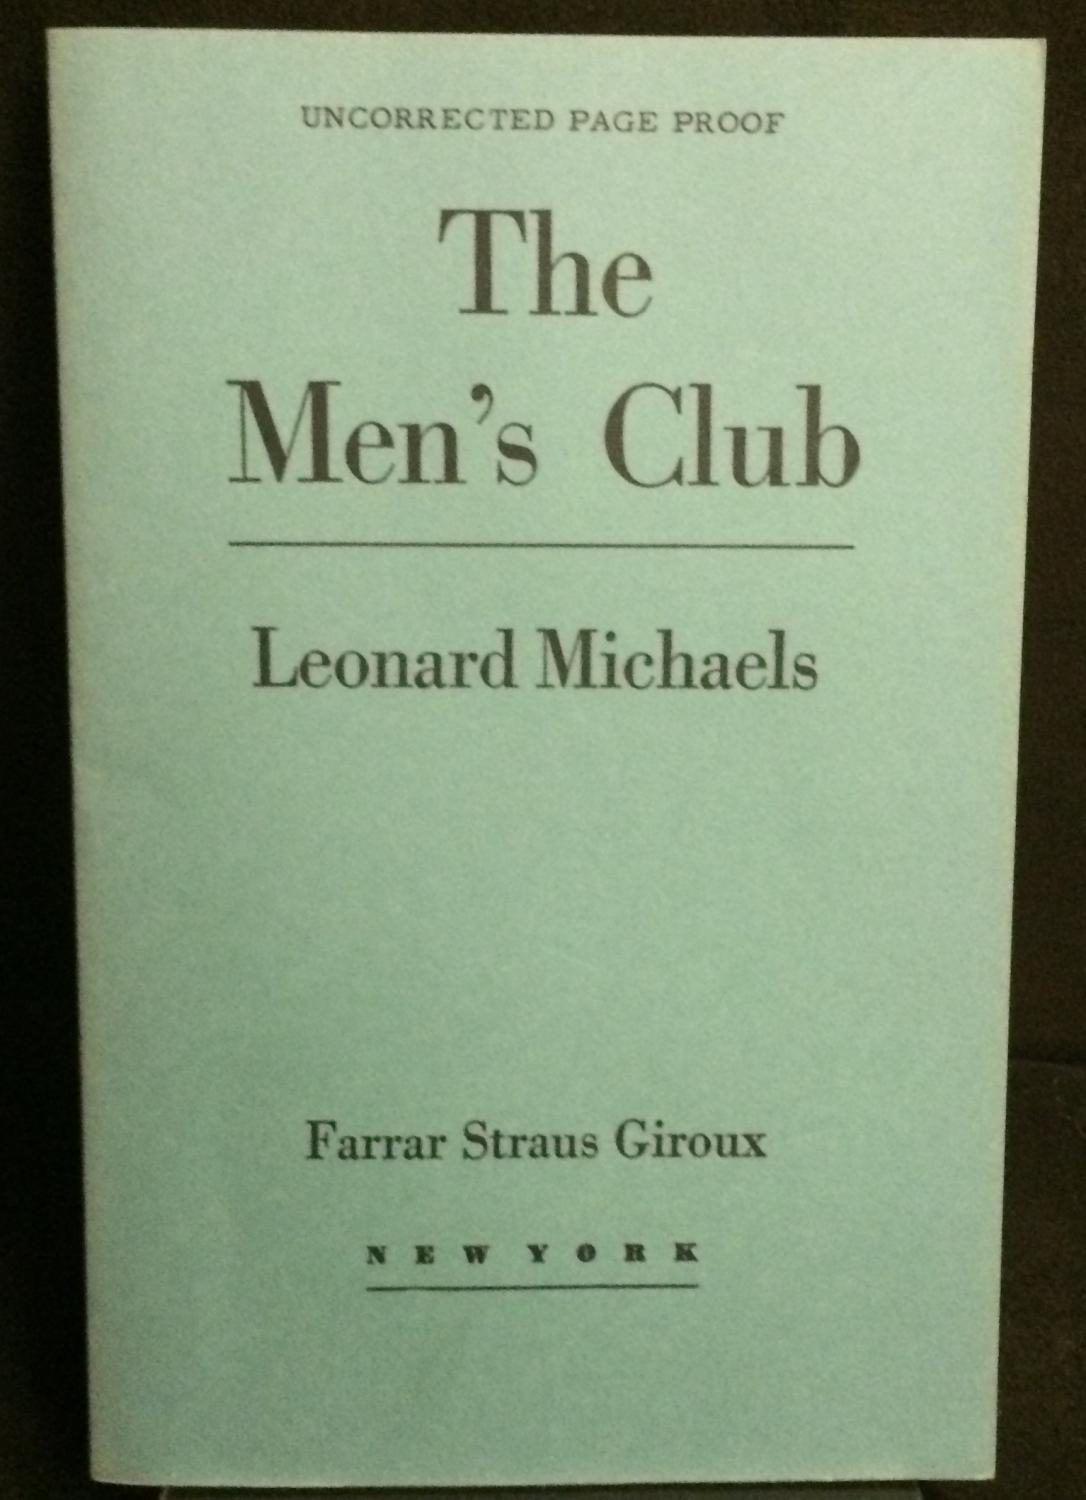 UNCORRECTED PAGE PROOF
The
Men's Club
Leonard Michaels
Farrar Straus Giroux
NEW YORK